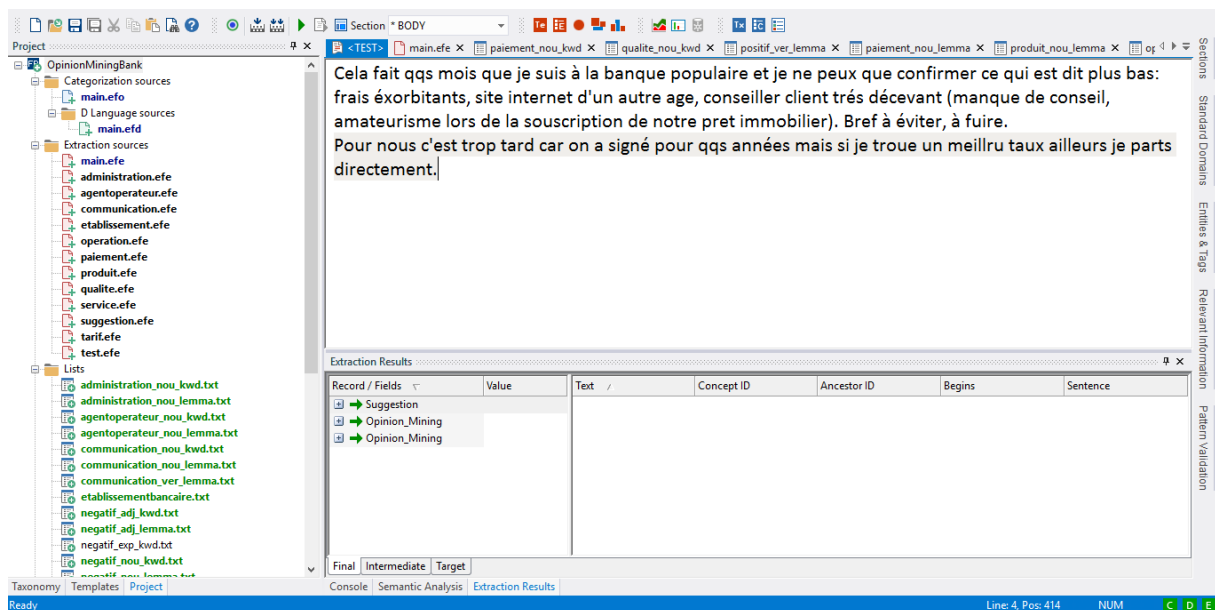 Section * BODY
Project
<TEST> main.efe paiement_nou_kwd qualite_nou_kwd positif_ver_lemma paiement_nou_lemma produit_nou_lemma
OpinionMiningBank
Categorization sources
main.efo
D Language sources
main.efd
Extraction sources
main.efe
administration.efe
agentoperateur.efe
communication.efe
etablissement.efe
operation.efe
paiement.efe
produit.efe
qualite.efe
service.efe
suggestion.efe
tarif.efe
test.efe
Lists
administration_nou_kwd.txt
administration_nou_lemma.txt
agentoperateur_nou_kwd.txt
agentoperateur_nou_lemma.txt
communication_nou_kwd.txt
communication_nou_lemma.txt
communication_ver_lemma.txt
etablissementbancaire.txt
negatif_adj_kwd.txt
negatif_adj_lemma.txt
negatif_exp_kwd.txt
negatif_nou_kwd.txt
negatif_nou_lemma.txt
Taxonomy Templates Project
Cela fait qqs mois que je suis à la banque populaire et je ne peux que confirmer ce qui est dit plus bas:
frais éxorbitants, site internet d'un autre age, conseiller client trés décevant (manque de conseil,
amateurisme lors de la souscription de notre pret immobilier). Bref à éviter, à fuire.
Pour nous c'est trop tard car on a signé pour qqs années mais si je troue un meillru taux ailleurs je parts
directement.
Extraction Results
Record / Fields Value Text Concept ID Ancestor ID Begins Sentence
Suggestion
Opinion_Mining
Opinion_Mining
Final Intermediate Target
Console Semantic Analysis Extraction Results
Sections
Standard Domains
Entities & Tags
Relevant Information
Pattern Validation
Ready Line: 4, Pos: 414 NUM C D E